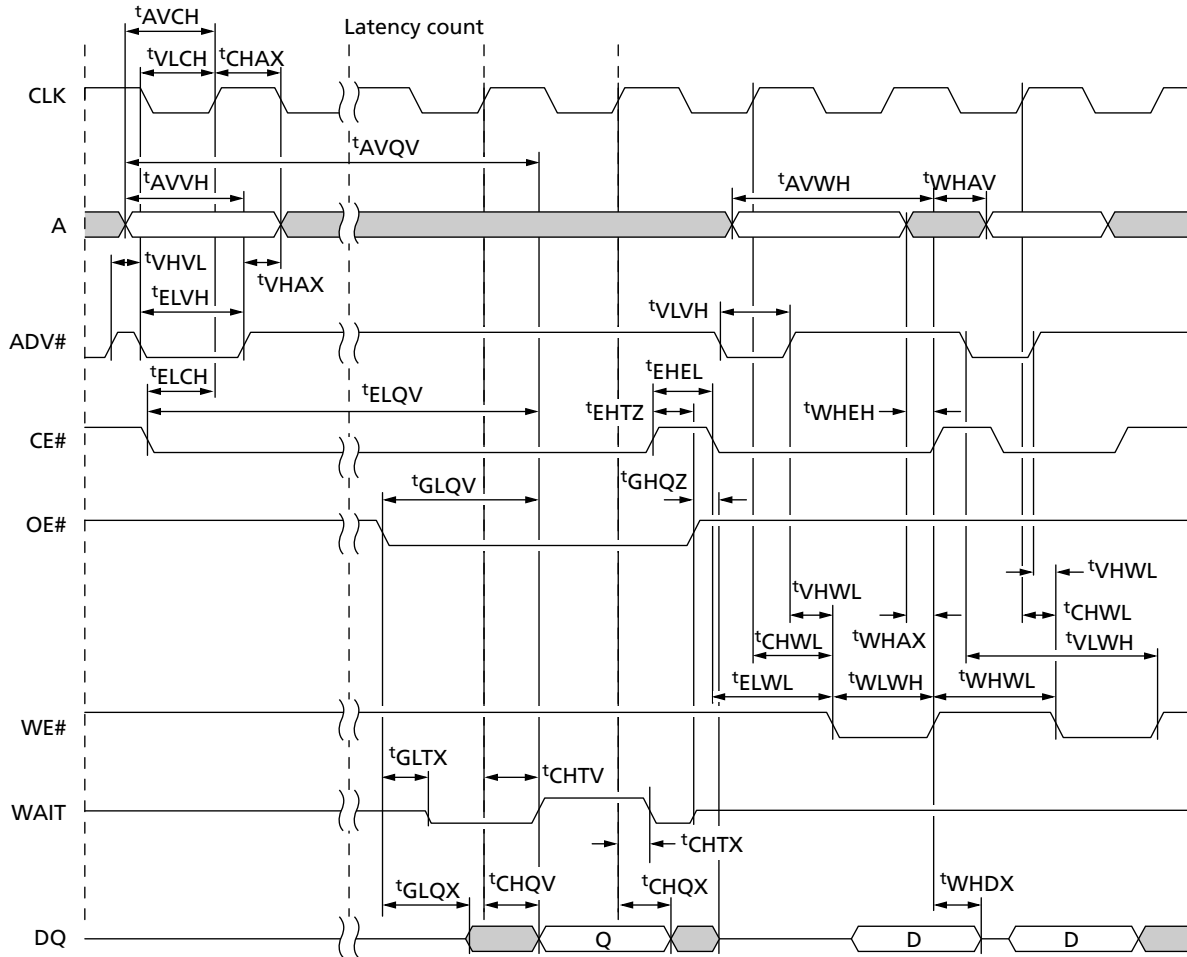 tAVCH
Latency count
tVLCH tCHAX
CLK
tAVQV
tAVVH tAVWH tWHAV
A
tVHVL
tVHAX
tELVH tVLVH
ADV#
tEHEL
tELCH
tELQV
tEHTZ tWHEH
CE#
tGHQZ
tGLQV
OE#
tVHWL
tVHWL
tCHWL
tCHWL tWHAX
tVLWH
tELWL tWLWH tWHWL
WE#
tGLTX
tCHTV
WAIT
tCHTX
tGLQX tCHQV tCHQX tWHDX
DQ Q D D